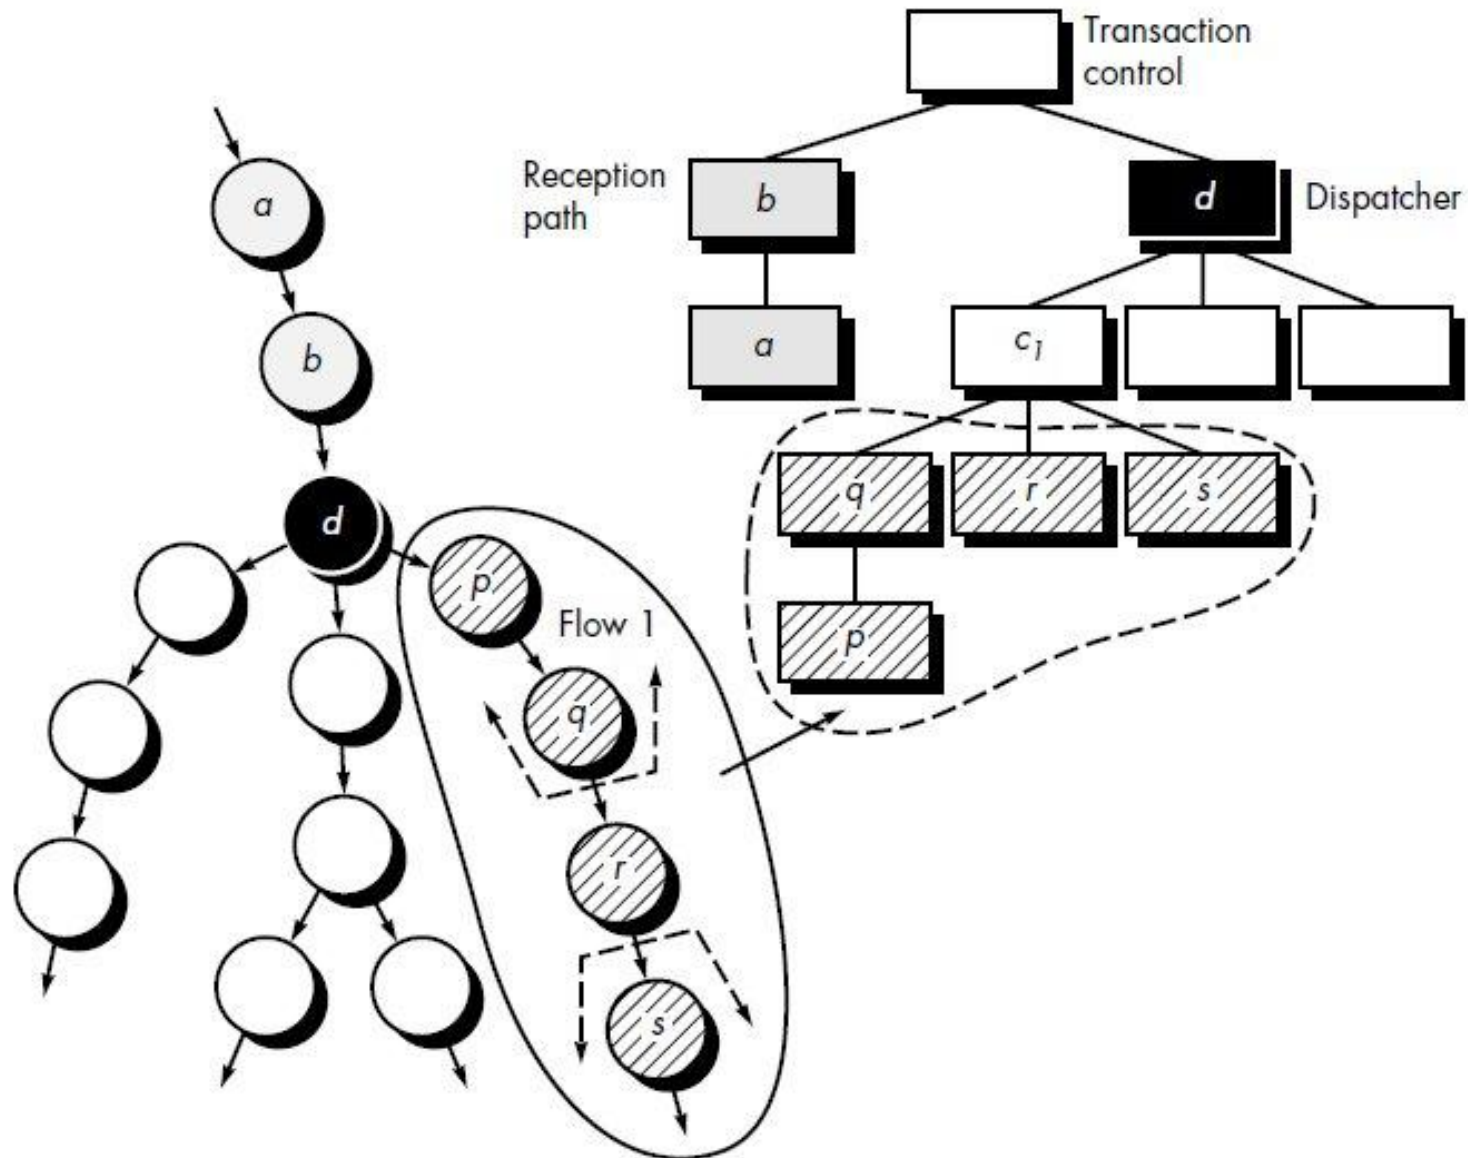 Transaction
control
Reception
path
b
d
Dispatcher
a
c1
q
r
s
p
a
b
d
p
Flow 1
q
r
s